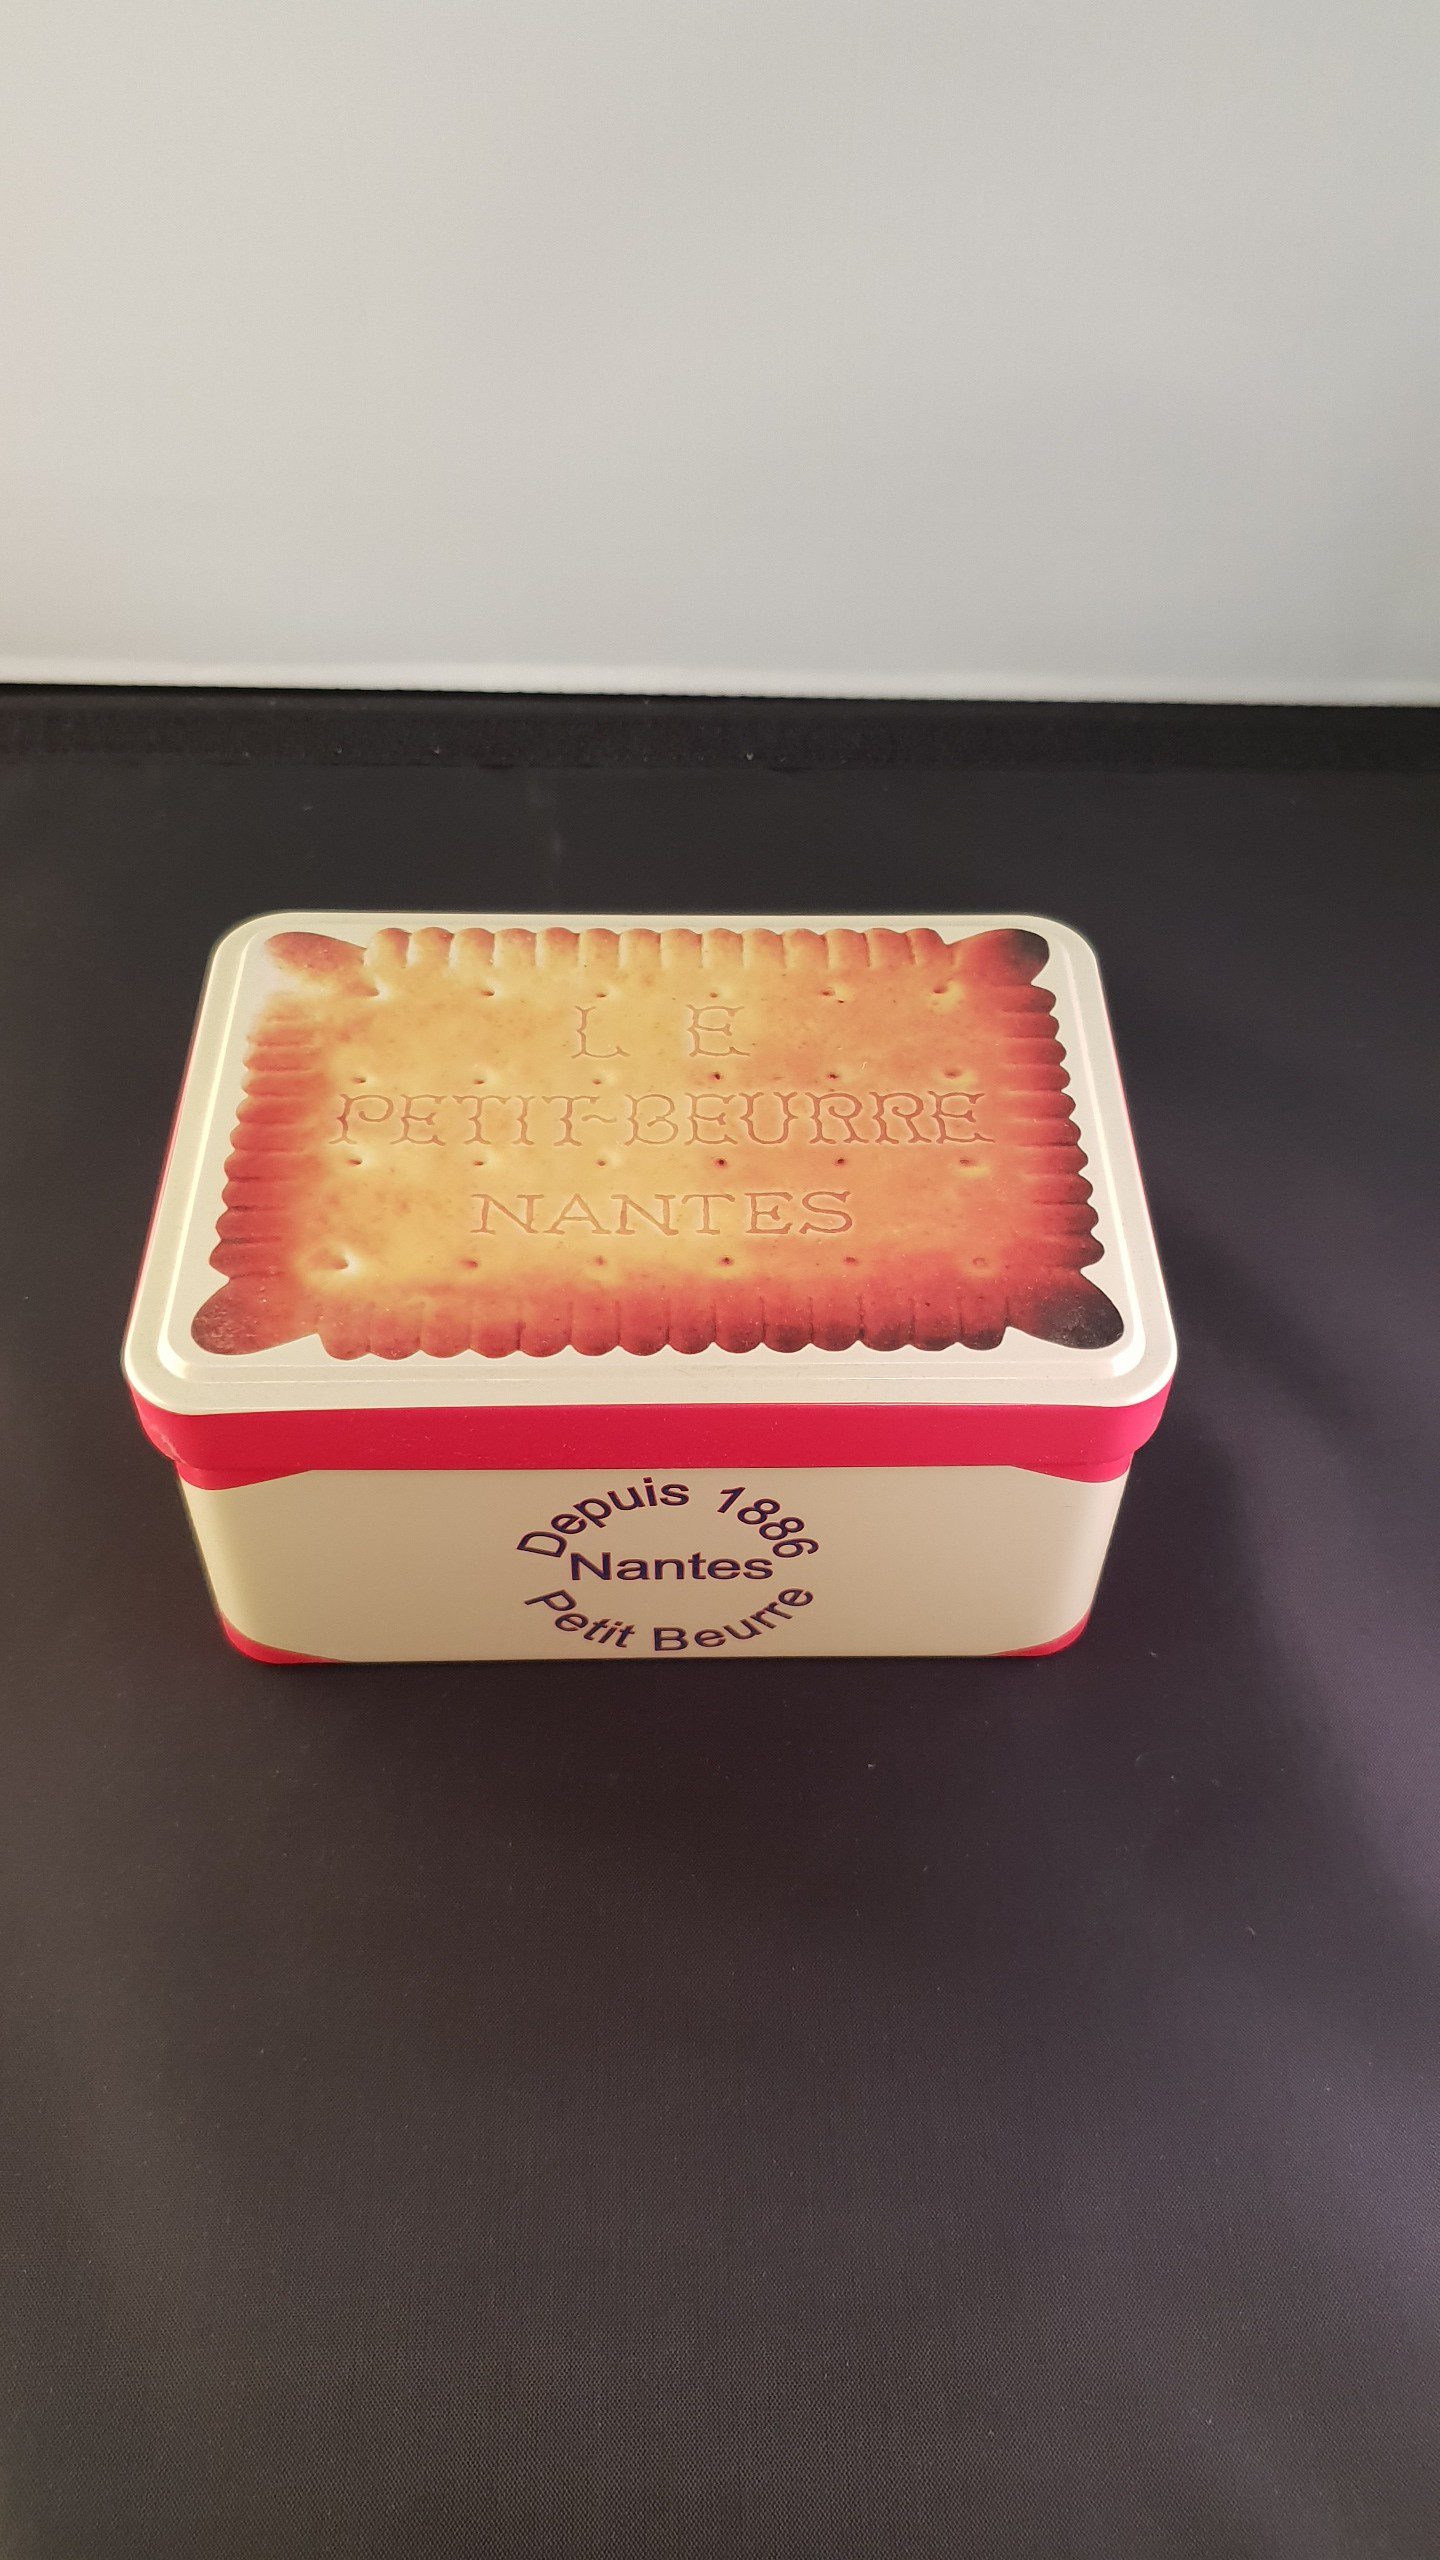 LE
PETIT-BEURRE
NANTES
Depuis 1886
Nantes
Petit Beurre